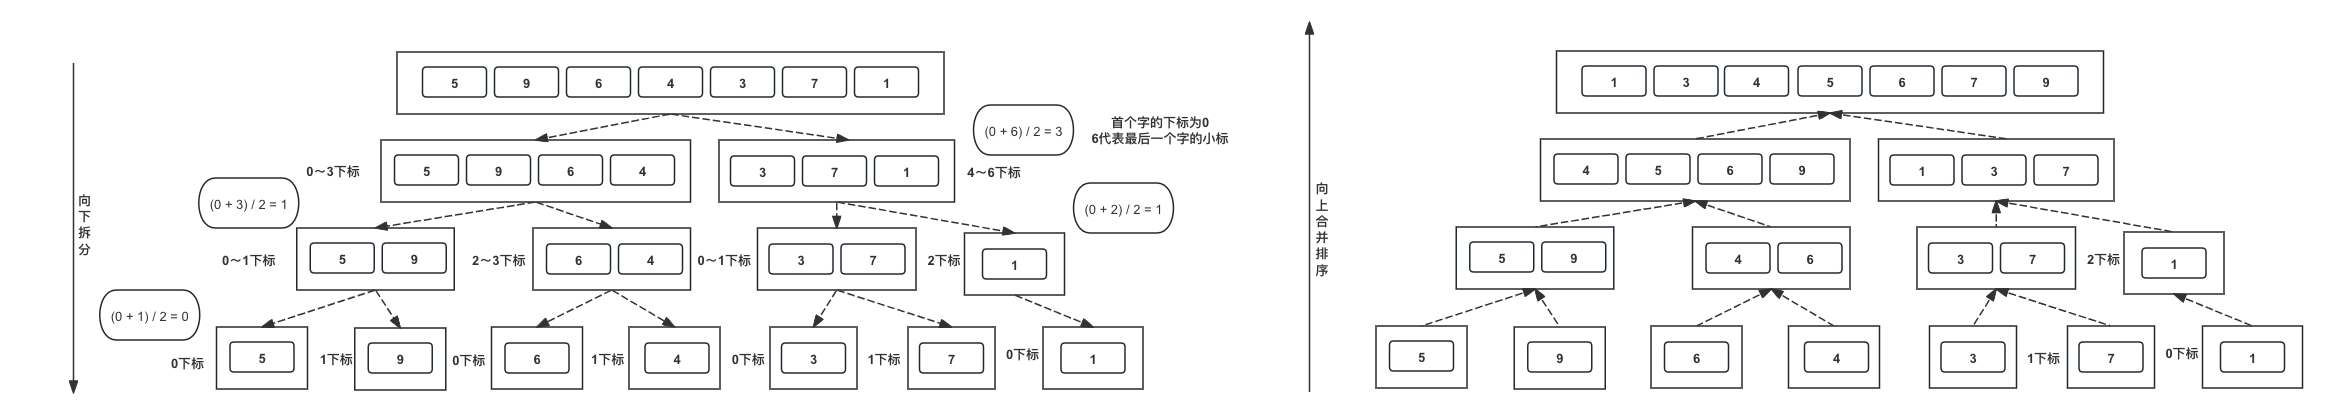 5 9 6 4 3 7 1
(0 + 6) / 2 = 3
首个字的下标为0
6代表最后一个字的小标
0～3下标
5 9 6 4
3 7 1
4～6下标
(0 + 3) / 2 = 1
(0 + 2) / 2 = 1
向下拆分
0～1下标
5 9
2～3下标
6 4
0～1下标
3 7
2下标
1
(0 + 1) / 2 = 0
0下标
5
1下标
9
0下标
6
1下标
4
0下标
3
1下标
7
0下标
1
向上合并排序
1 3 4 5 6 7 9
4 5 6 9
1 3 7
5 9
4 6
3 7
2下标
1
5
9
6
4
3
1下标
7
0下标
1